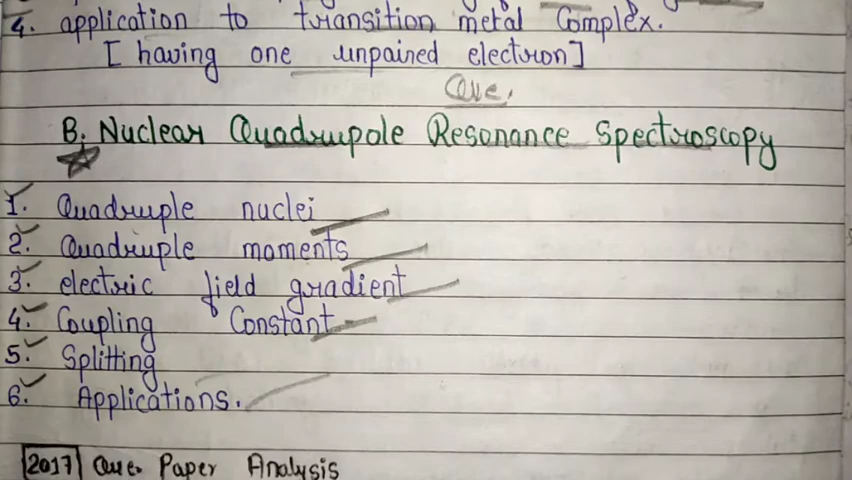 4. application to transition metal Complex.
[having one unpaired electron]
Que.
B. Nuclear Quadrupole Resonance Spectroscopy
1. Quadruple nuclei
2. Quadruple moments
3. electric field gradient
4. Coupling Constant
5. Splitting
6. Applications.
2017 Que. Paper Analysis